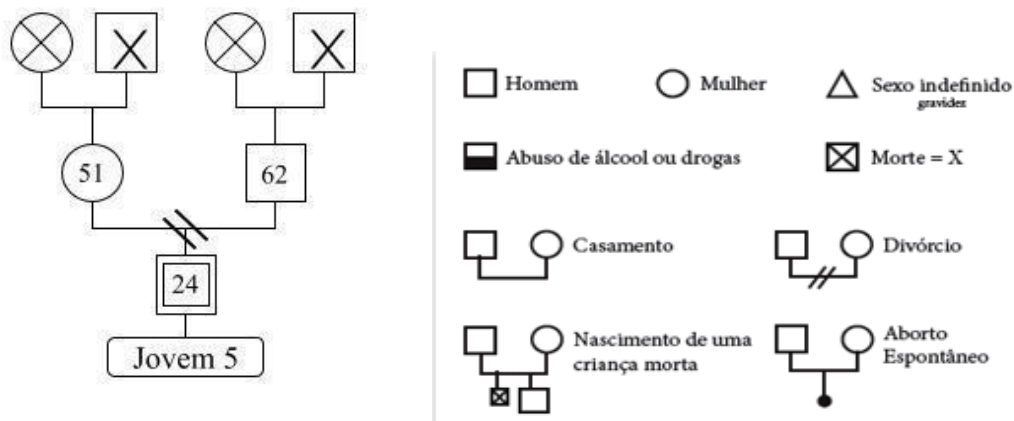 51
62
24
Jovem 5
Homem
Mulher
Sexo indefinido
gravidez
Abuso de álcool ou drogas
Morte = X
Casamento
Divórcio
Nascimento de uma
criança morta
Aborto
Espontâneo